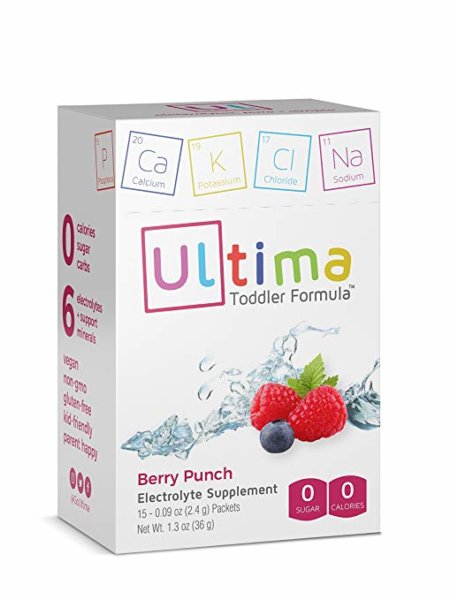 5
P
Phosphorus
20
Ca
Calcium
19
K
Potassium
17
Cl
Chloride
11
Na
Sodium
Ultima
Toddler Formula™
0 calories
sugar
carbs
6 electrolytes
+ support
minerals
vegan
non-gmo
gluten-free
kid-friendly
parent happy
Berry Punch
Electrolyte Supplement
15 - 0.09 oz (2.4 g) Packets
Net Wt. 1.3 oz (36 g)
0
SUGAR
0
CALORIES